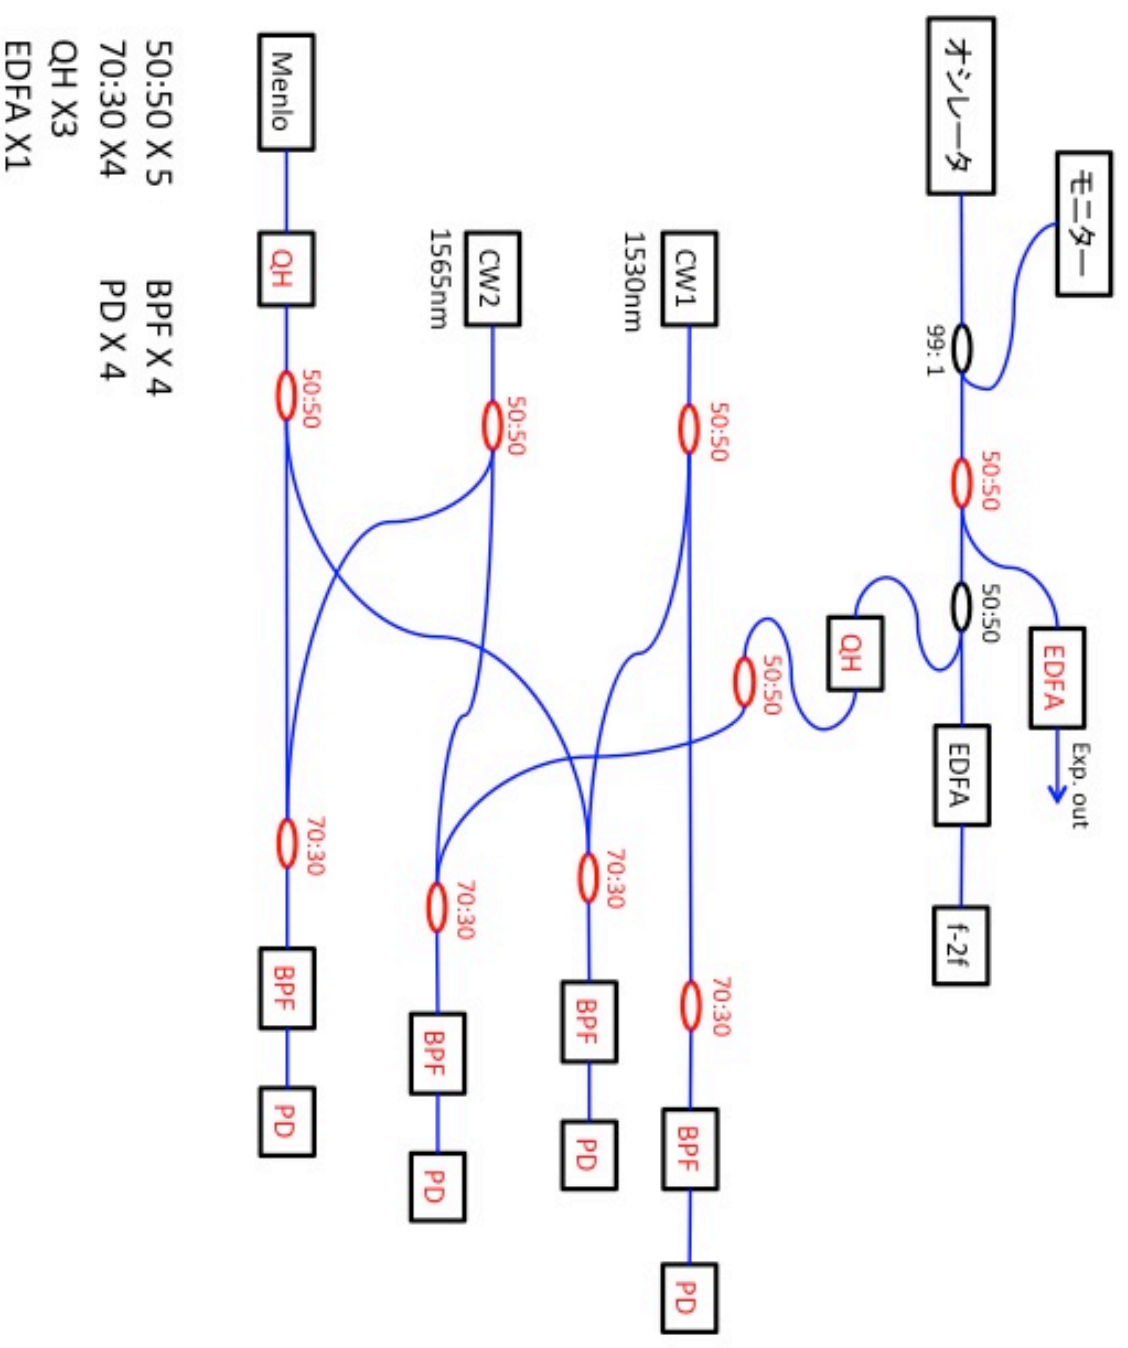 モニター
オシレータ
99: 1
50:50
50:50
EDFA
Exp. out
EDFA
f-2f
QH
50:50
CW1
1530nm
50:50
70:30
BPF
PD
70:30
BPF
PD
CW2
1565nm
50:50
70:30
BPF
PD
Menlo
QH
50:50
70:30
BPF
PD
50:50 X 5 BPF X 4
70:30 X4 PD X 4
QH X3
EDFA X1